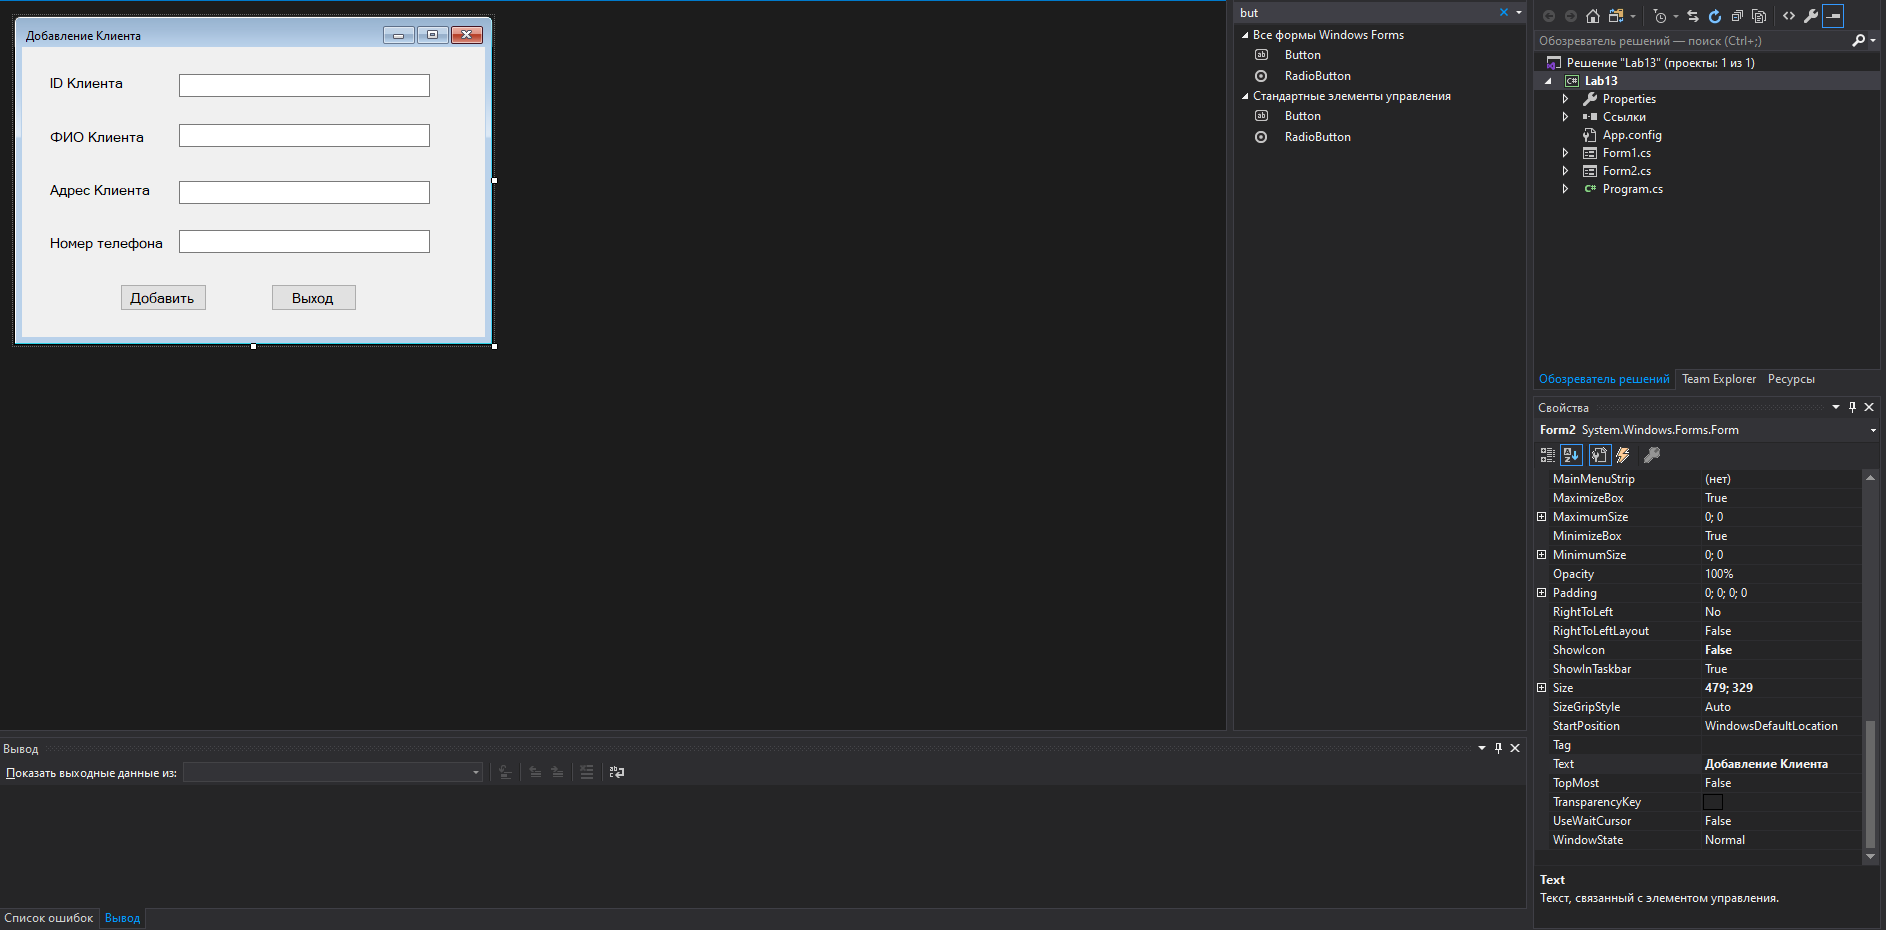 Добавление Клиента
ID Клиента
ФИО Клиента
Адрес Клиента
Номер телефона
Добавить
Выход
but
Все формы Windows Forms
Button
RadioButton
Стандартные элементы управления
Button
RadioButton
Обозреватель решений — поиск (Ctrl+;)
Решение "Lab13" (проекты: 1 из 1)
Lab13
Properties
Ссылки
App.config
Form1.cs
Form2.cs
Program.cs
Обозреватель решений Team Explorer Ресурсы
Свойства
Form2 System.Windows.Forms.Form
MainMenuStrip (нет)
MaximizeBox True
MaximumSize 0; 0
MinimizeBox True
MinimumSize 0; 0
Opacity 100%
Padding 0; 0; 0; 0
RightToLeft No
RightToLeftLayout False
ShowIcon False
ShowInTaskbar True
Size 479; 329
SizeGripStyle Auto
StartPosition WindowsDefaultLocation
Tag
Text Добавление Клиента
TopMost False
TransparencyKey
UseWaitCursor False
WindowState Normal
Text
Текст, связанный с элементом управления.
Вывод
Показать выходные данные из:
Список ошибок Вывод